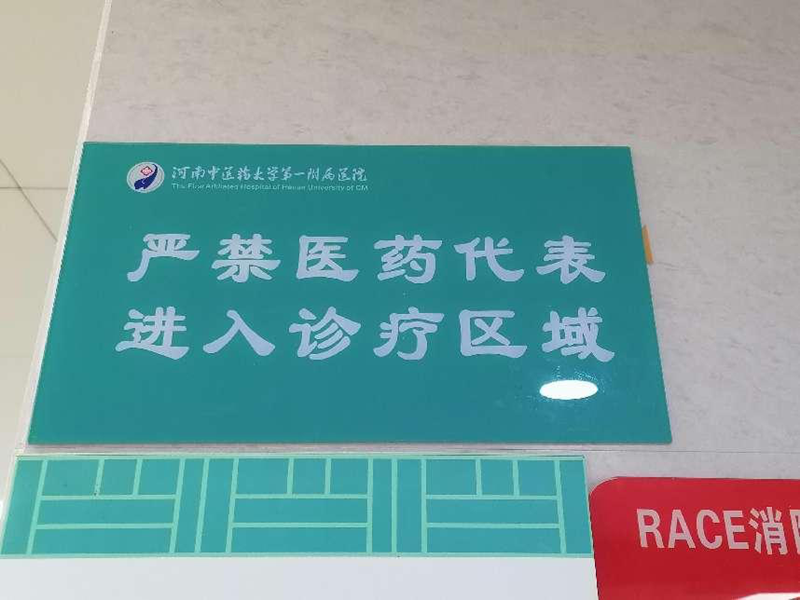 河南中医药大学第一附属医院
The First Affiliated Hospital of Henan University of CM
严禁医药代表
进入诊疗区域
RACE消